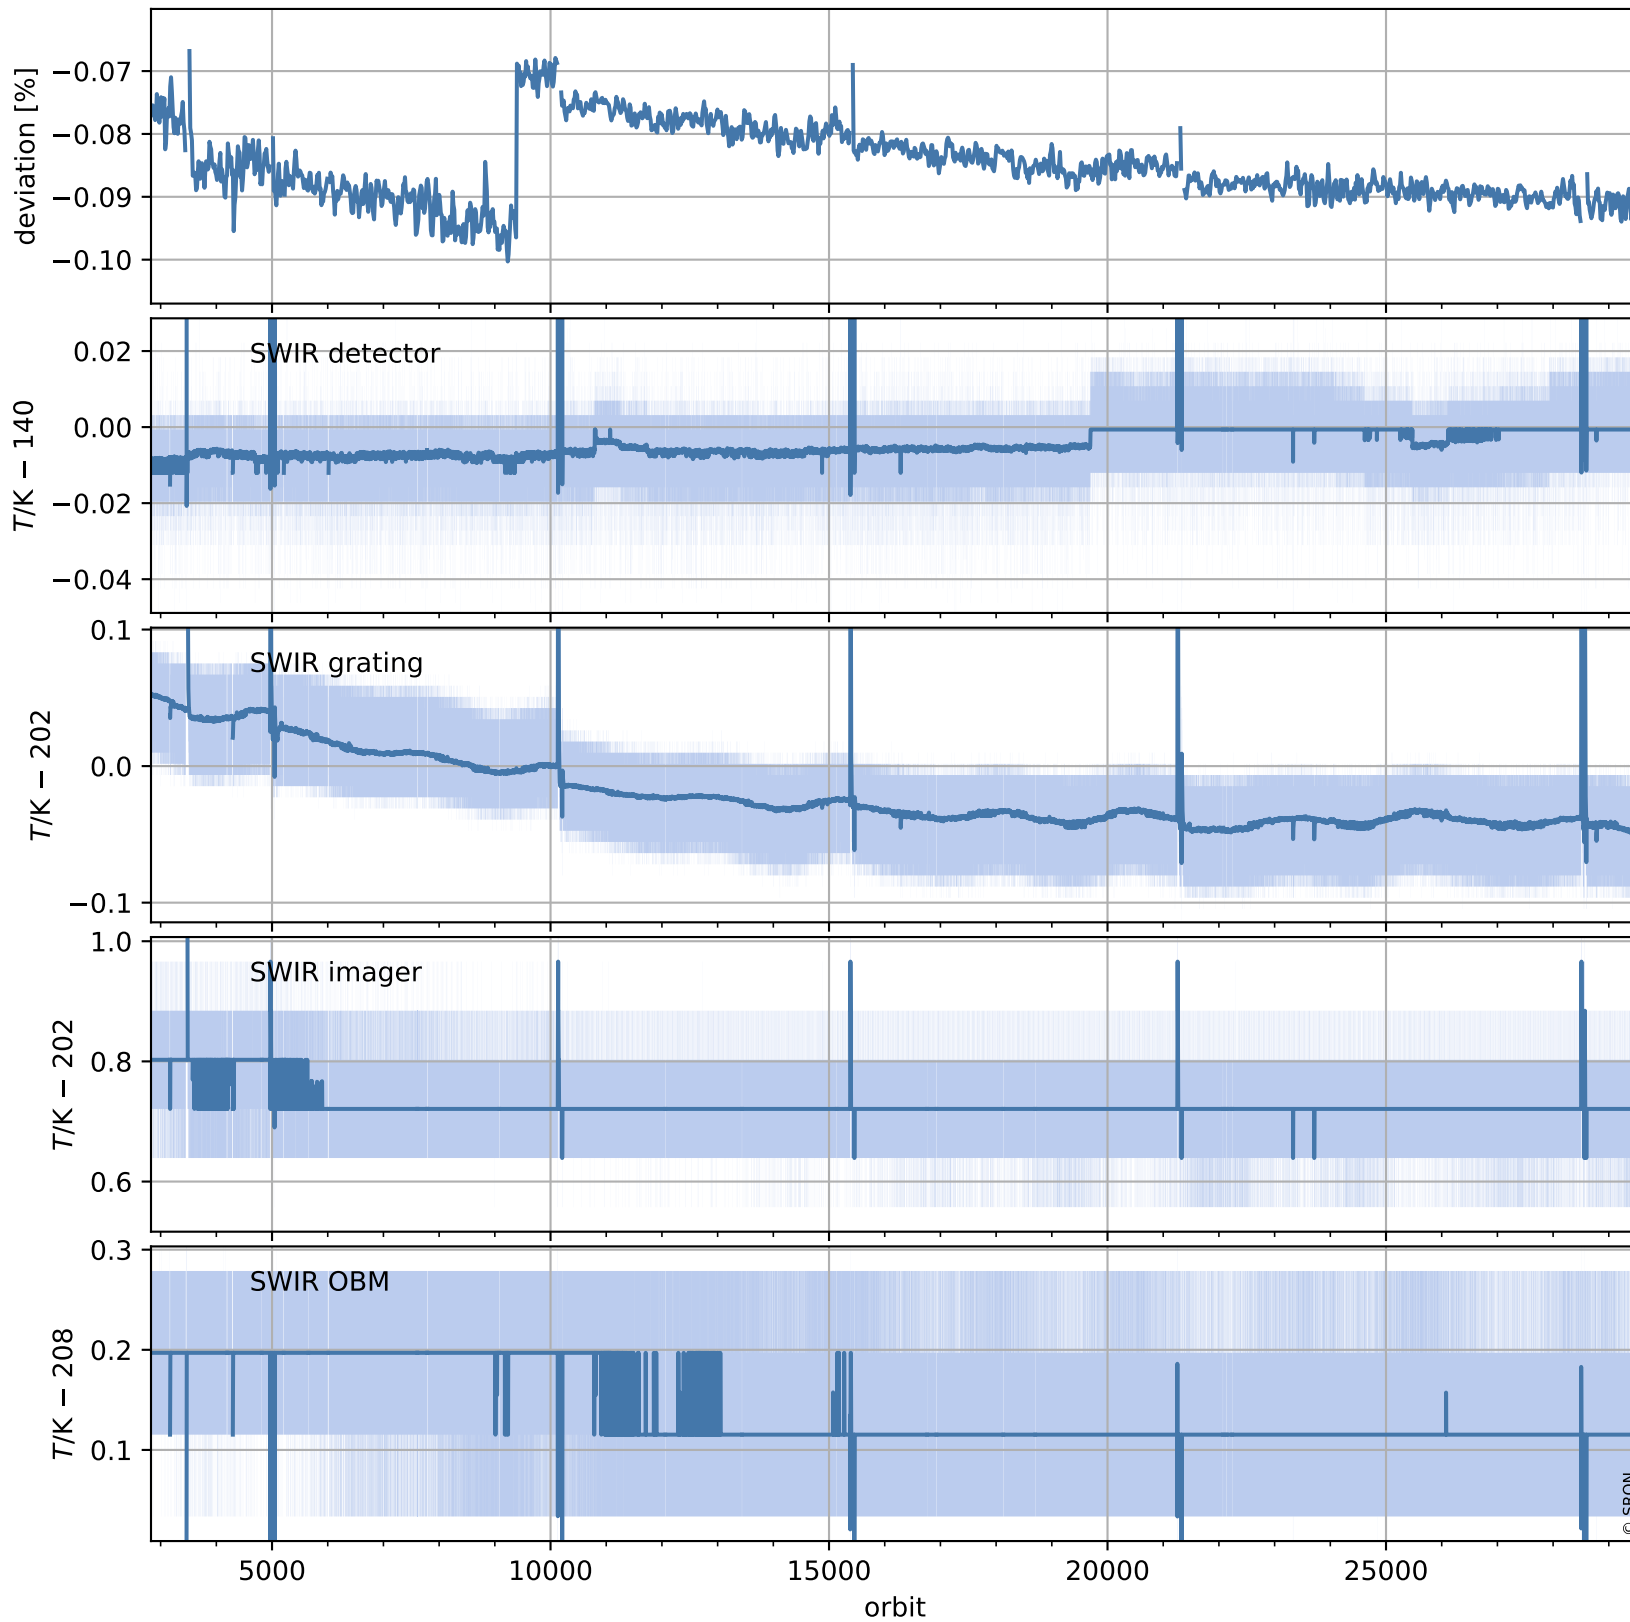 deviation [%]
−0.07
−0.08
−0.09
−0.10
T/K − 140
0.02
0.00
−0.02
−0.04
SWIR detector
T/K − 202
0.1
0.0
−0.1
SWIR grating
T/K − 202
1.0
0.8
0.6
SWIR imager
T/K − 208
0.3
0.2
0.1
SWIR OBM
© SRON
5000 10000 15000 20000 25000
orbit